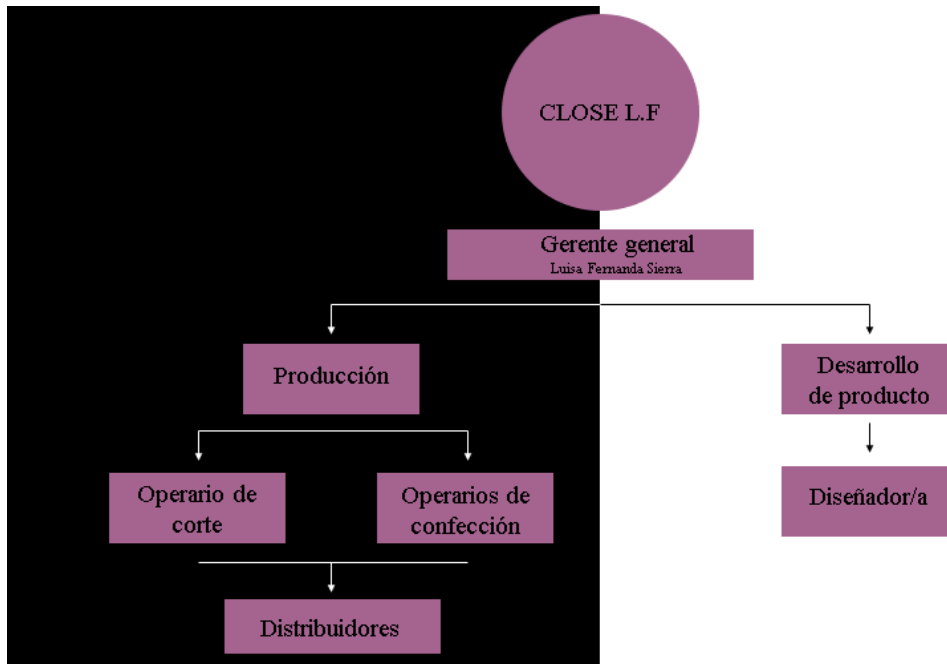 CLOSE L.F
Gerente general
Luisa Fernanda Sierra
Producción
Desarrollo
de producto
Operario de
corte
Operarios de
confección
Diseñador/a
Distribuidores